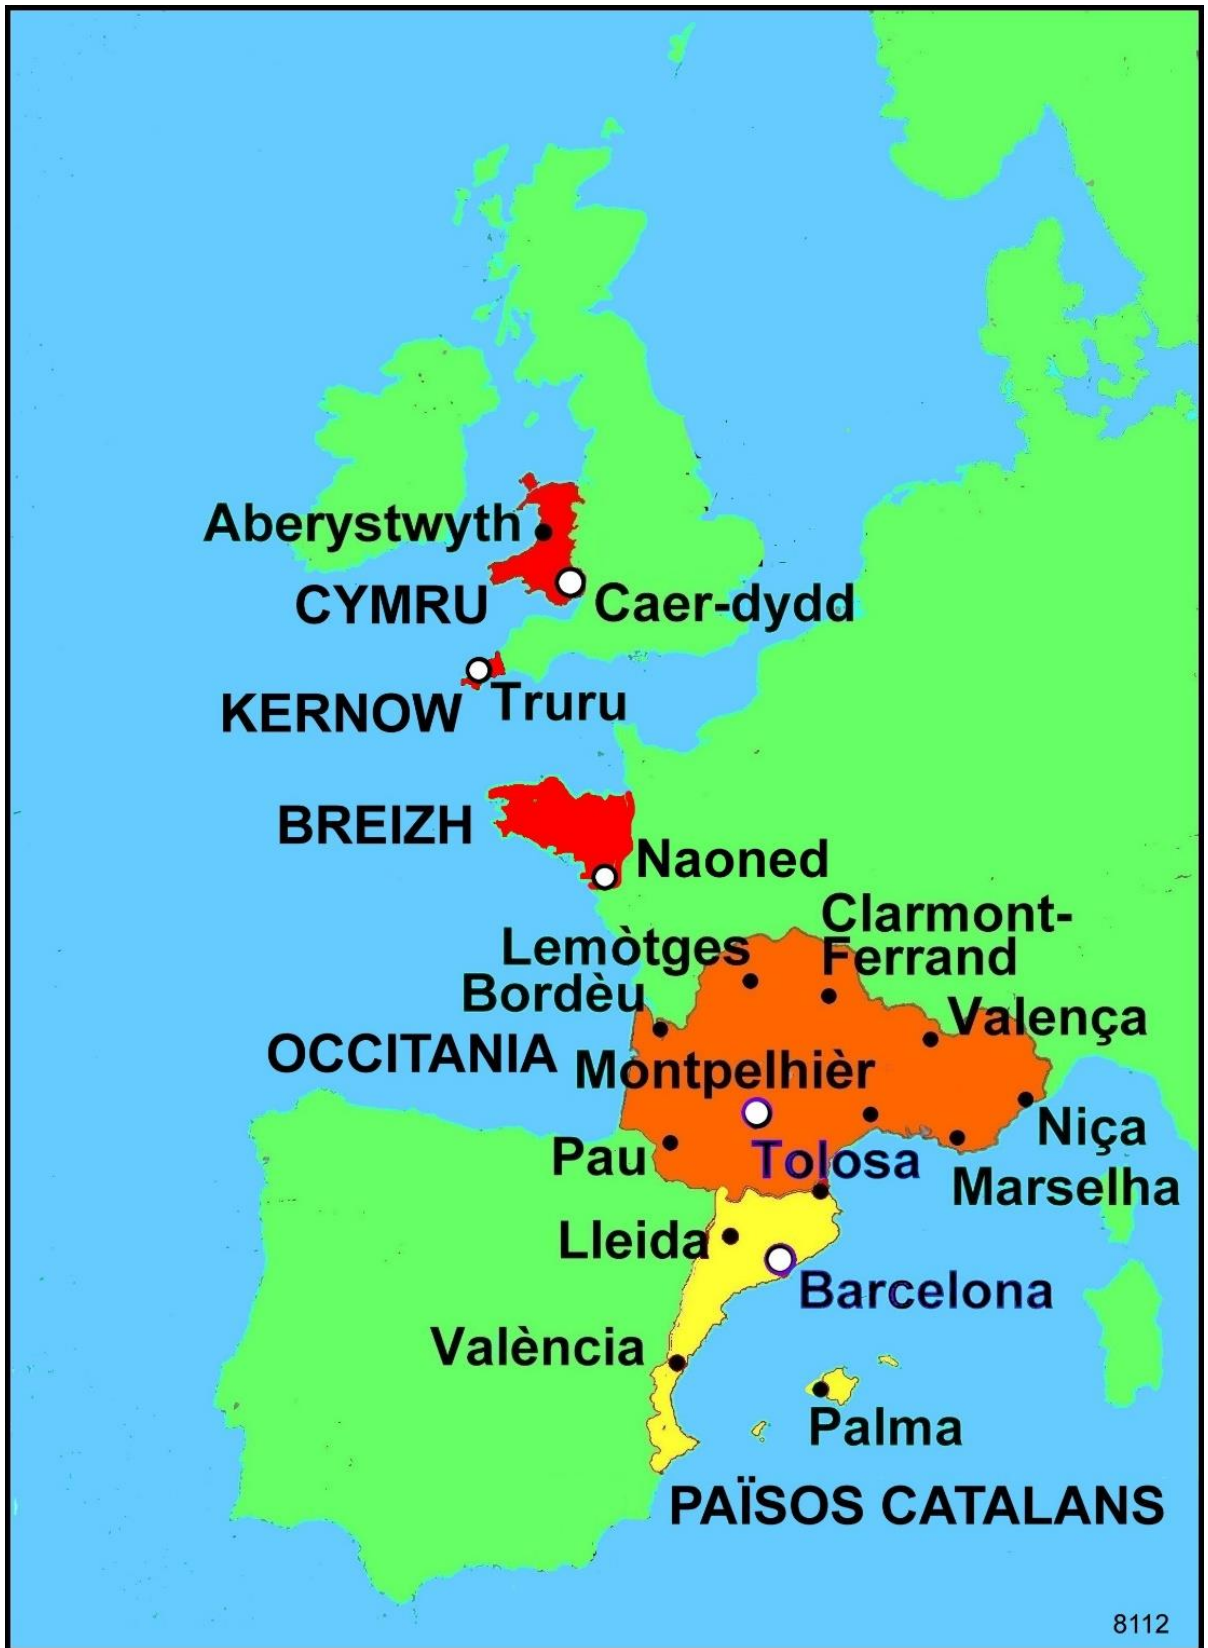 Aberystwyth
CYMRU
Caer-dydd
KERNOW
Truru
BREIZH
Naoned
Clarmont-
Ferrand
Lemòtges
Bordèu
Valença
OCCITANIA
Montpelhièr
Niça
Pau
Tolosa
Marselha
Lleida
Barcelona
València
Palma
PAÏSOS CATALANS
8112